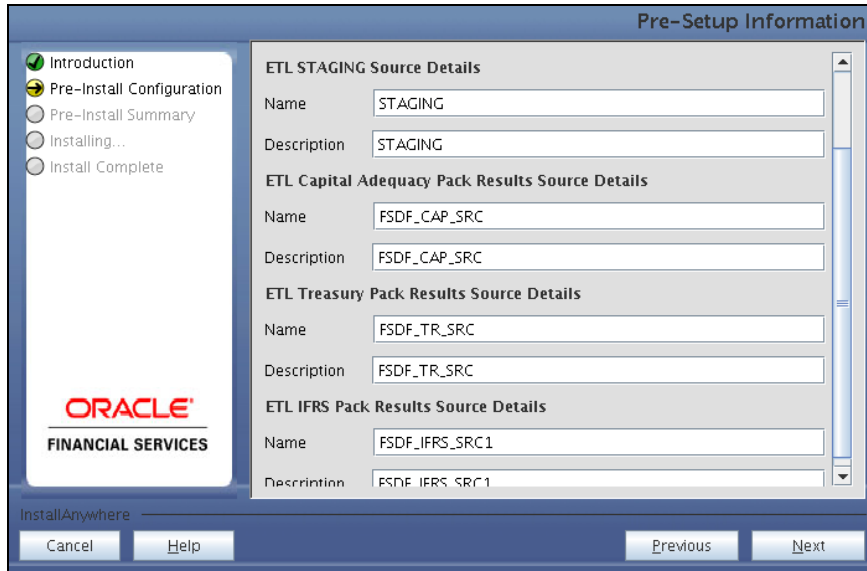 Pre-Setup Information
Introduction
Pre-Install Configuration
Pre-Install Summary
Installing...
Install Complete
ORACLE®
FINANCIAL SERVICES
ETL STAGING Source Details
Name STAGING
Description STAGING
ETL Capital Adequacy Pack Results Source Details
Name FSDF_CAP_SRC
Description FSDF_CAP_SRC
ETL Treasury Pack Results Source Details
Name FSDF_TR_SRC
Description FSDF_TR_SRC
ETL IFRS Pack Results Source Details
Name FSDF_IFRS_SRC1
Description FSDF_IFRS_SRC1
InstallAnywhere
Cancel Help Previous Next